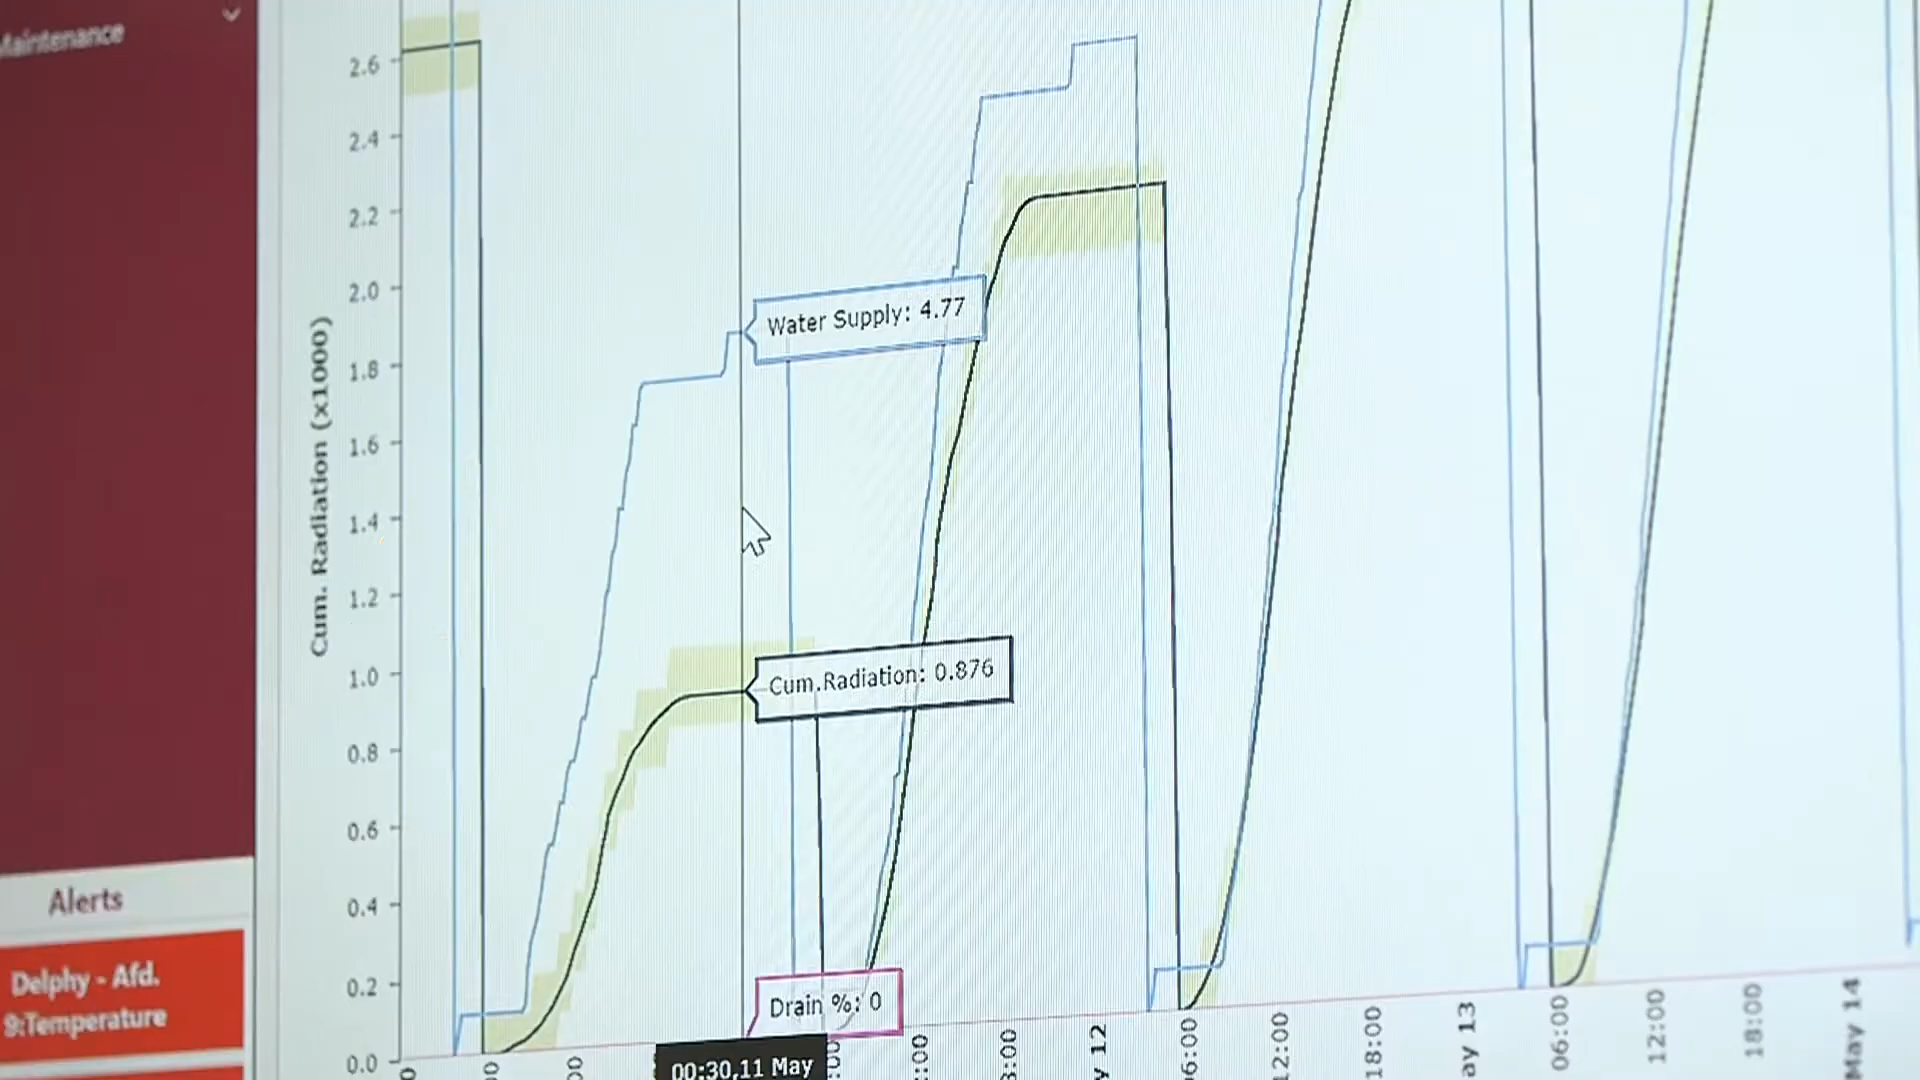 Maintenance
2.6
2.4
2.2
2.0
1.8
1.6
1.4
1.2
1.0
0.8
0.6
0.4
0.2
0.0
Cum. Radiation (x1000)
Water Supply: 4.77
Cum.Radiation: 0.876
Drain %: 0
00:30,11 May
06:00
12:00
18:00
06:00
12:00
18:00
May 14
Alerts
Delphy - Afd.
9:Temperature